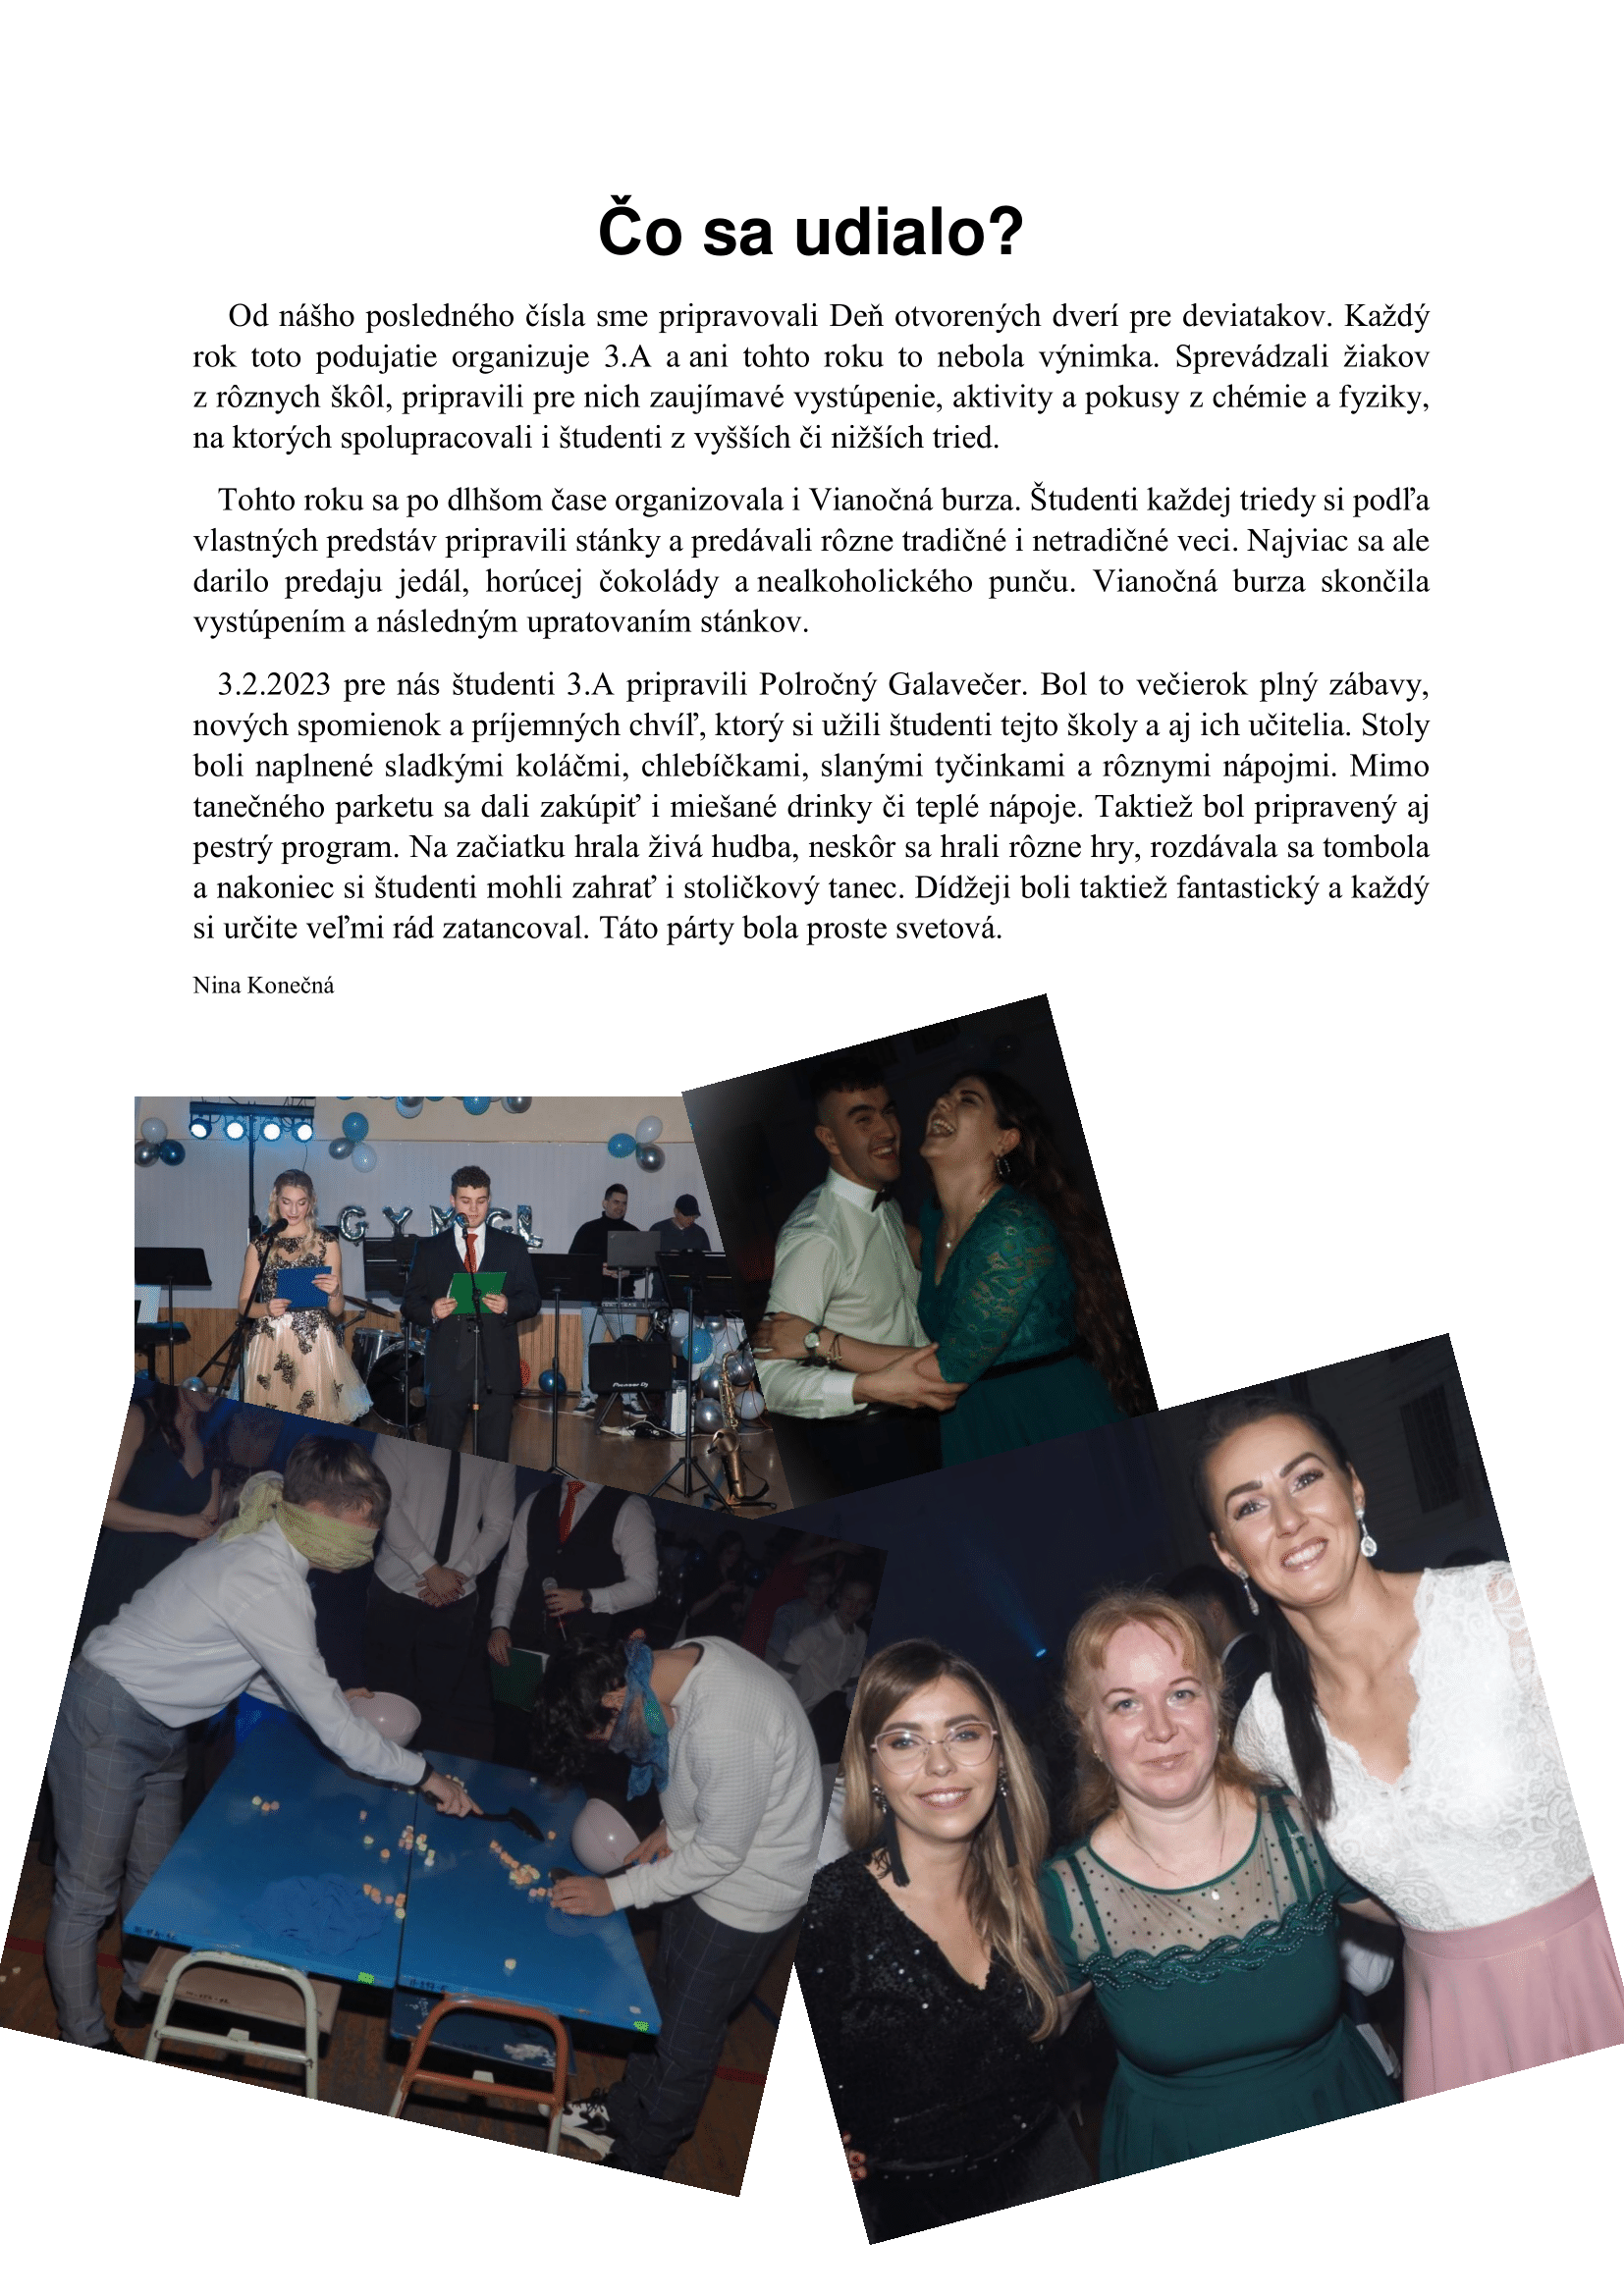 Čo sa udialo?
Od nášho posledného čísla sme pripravovali Deň otvorených dverí pre deviatakov. Každý
rok toto podujatie organizuje 3.A a ani tohto roku to nebola výnimka. Sprevádzali žiakov
z rôznych škôl, pripravili pre nich zaujímavé vystúpenie, aktivity a pokusy z chémie a fyziky,
na ktorých spolupracovali i študenti z vyšších či nižších tried.
Tohto roku sa po dlhšom čase organizovala i Vianočná burza. Študenti každej triedy si podľa
vlastných predstáv pripravili stánky a predávali rôzne tradičné i netradičné veci. Najviac sa ale
darilo predaju jedál, horúcej čokolády a nealkoholického punču. Vianočná burza skončila
vystúpením a následným upratovaním stánkov.
3.2.2023 pre nás študenti 3.A pripravili Polročný Galavečer. Bol to večierok plný zábavy,
nových spomienok a príjemných chvíľ, ktorý si užili študenti tejto školy a aj ich učitelia. Stoly
boli naplnené sladkými koláčmi, chlebíčkami, slanými tyčinkami a rôznymi nápojmi. Mimo
tanečného parketu sa dali zakúpiť i miešané drinky či teplé nápoje. Taktiež bol pripravený aj
pestrý program. Na začiatku hrala živá hudba, neskôr sa hrali rôzne hry, rozdávala sa tombola
a nakoniec si študenti mohli zahrať i stoličkový tanec. Dídžeji boli taktiež fantastický a každý
si určite veľmi rád zatancoval. Táto párty bola proste svetová.
Nina Konečná
GYM GL
Pioneer Dj